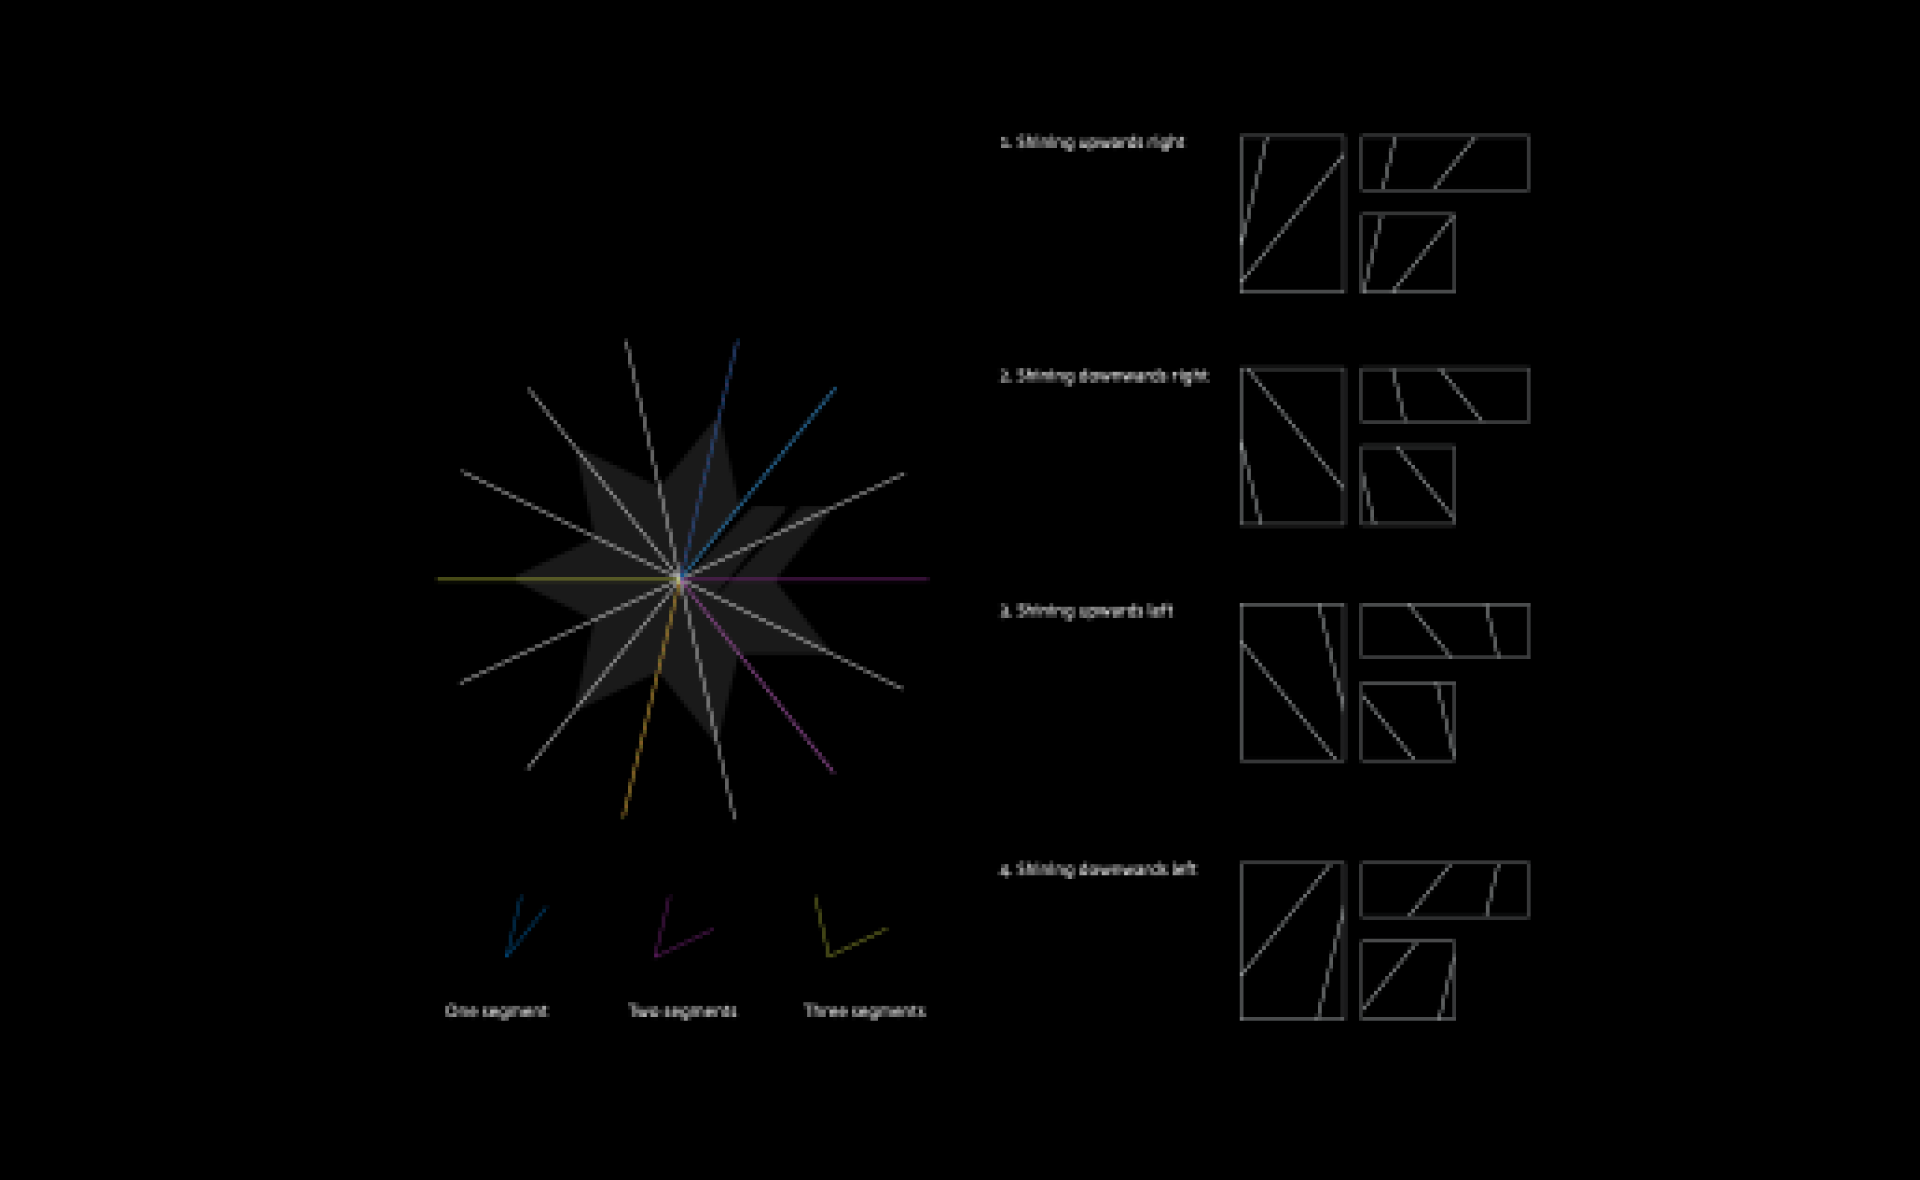 1. Shining upwards right
2. Shining downwards right
3. Shining upwards left
4. Shining downwards left
One segment
Two segments
Three segments